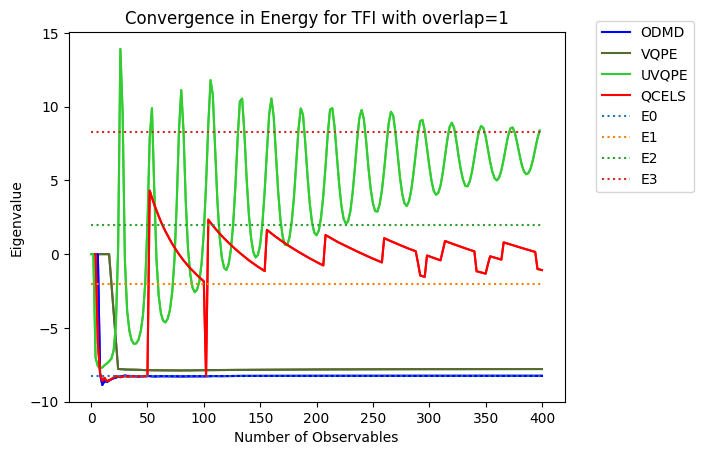 Convergence in Energy for TFI with overlap=1
Eigenvalue
15
10
5
0
−5
−10
0
50
100
150
200
250
300
350
400
Number of Observables
ODMD
VQPE
UVQPE
QCELS
E0
E1
E2
E3